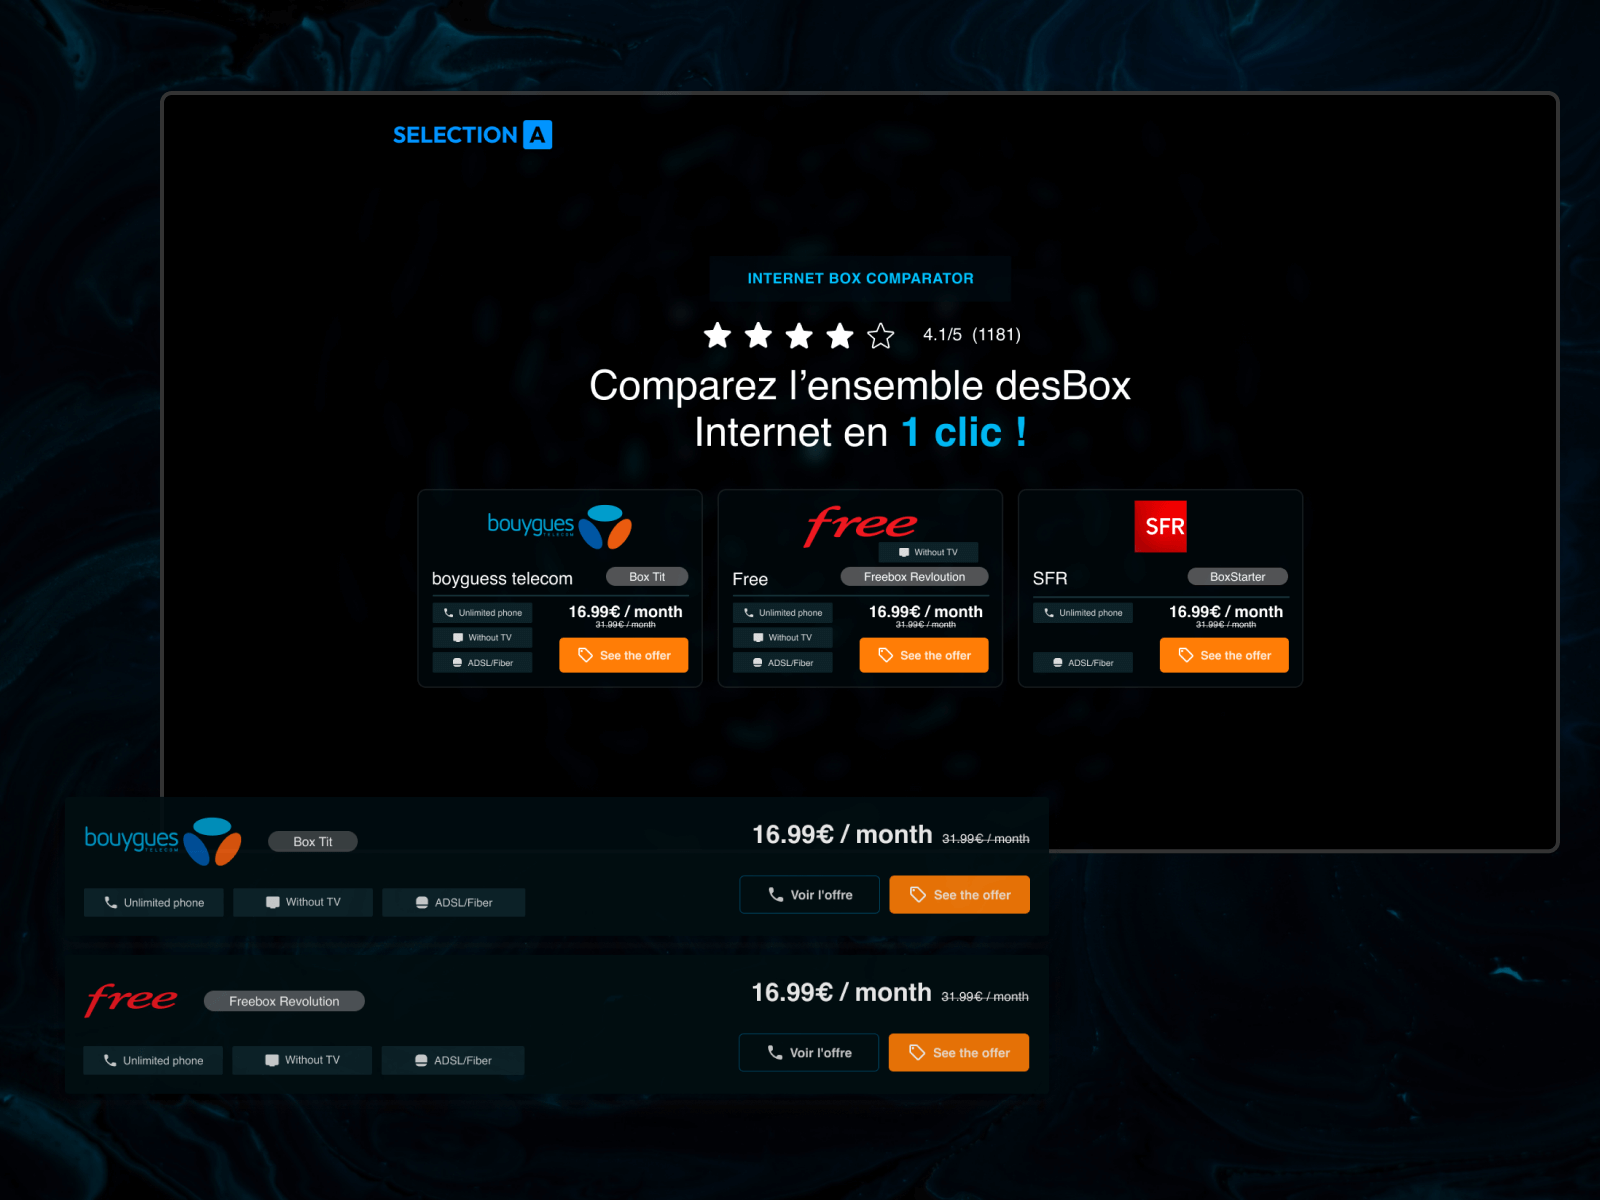 SELECTION A
INTERNET BOX COMPARATOR
4.1/5 (1181)
Comparez l'ensemble desBox
Internet en 1 clic !
bouygues
TELECOM
boyguess telecom
Box Tit
Unlimited phone
Without TV
ADSL/Fiber
16.99€ / month
31.99€ / month
See the offer
free
Without TV
Free
Freebox Revloution
Unlimited phone
Without TV
ADSL/Fiber
16.99€ / month
31.99€ / month
See the offer
SFR
SFR
BoxStarter
Unlimited phone
ADSL/Fiber
16.99€ / month
31.99€ / month
See the offer
bouygues
TELECOM
Box Tit
16.99€ / month 31.99€ / month
Unlimited phone
Without TV
ADSL/Fiber
Voir l'offre
See the offer
free
Freebox Revolution
16.99€ / month 31.99€ / month
Unlimited phone
Without TV
ADSL/Fiber
Voir l'offre
See the offer